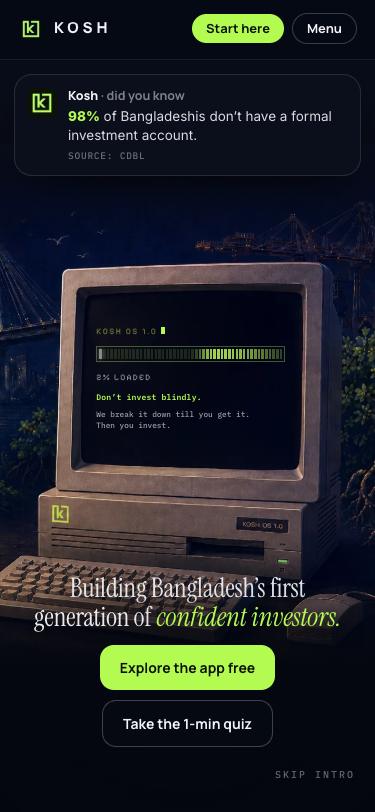 KOSH
Start here
Menu
Kosh · did you know
98% of Bangladeshis don't have a formal
investment account.
SOURCE: CDBL
KOSH OS 1.0
2% LOADED
Don't invest blindly.
We break it down till you get it.
Then you invest.
KOSH OS 1.0
Building Bangladesh's first
generation of confident investors.
Explore the app free
Take the 1-min quiz
SKIP INTRO